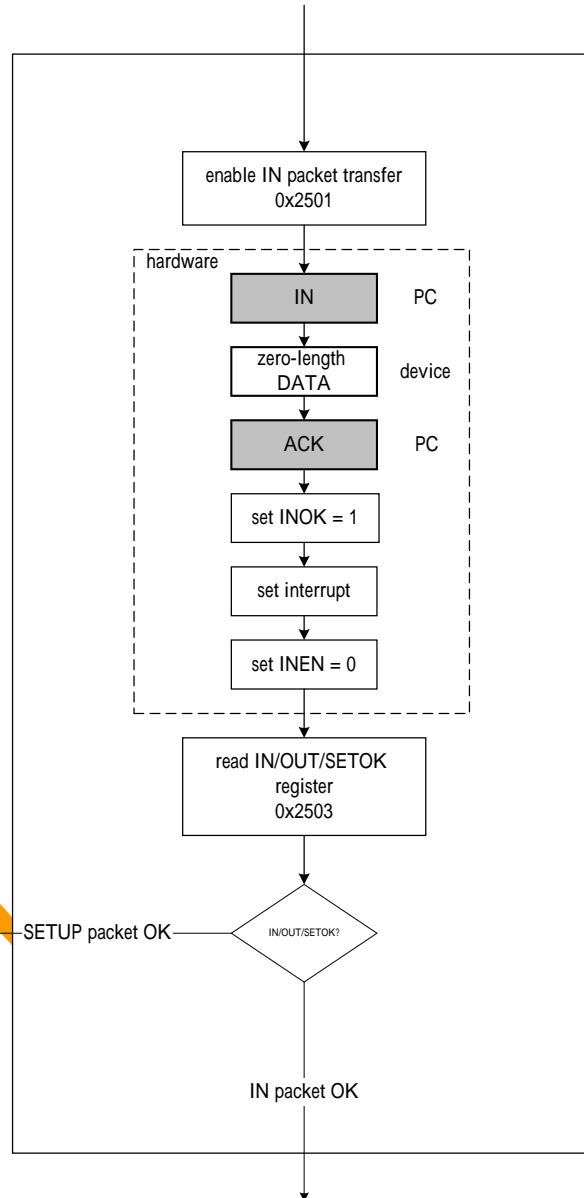 enable IN packet transfer
0x2501
hardware
IN
PC
zero-length
DATA
device
ACK
PC
set INOK = 1
set interrupt
set INEN = 0
read IN/OUT/SETOK
register
0x2503
SETUP packet OK
IN/OUT/SETOK?
IN packet OK